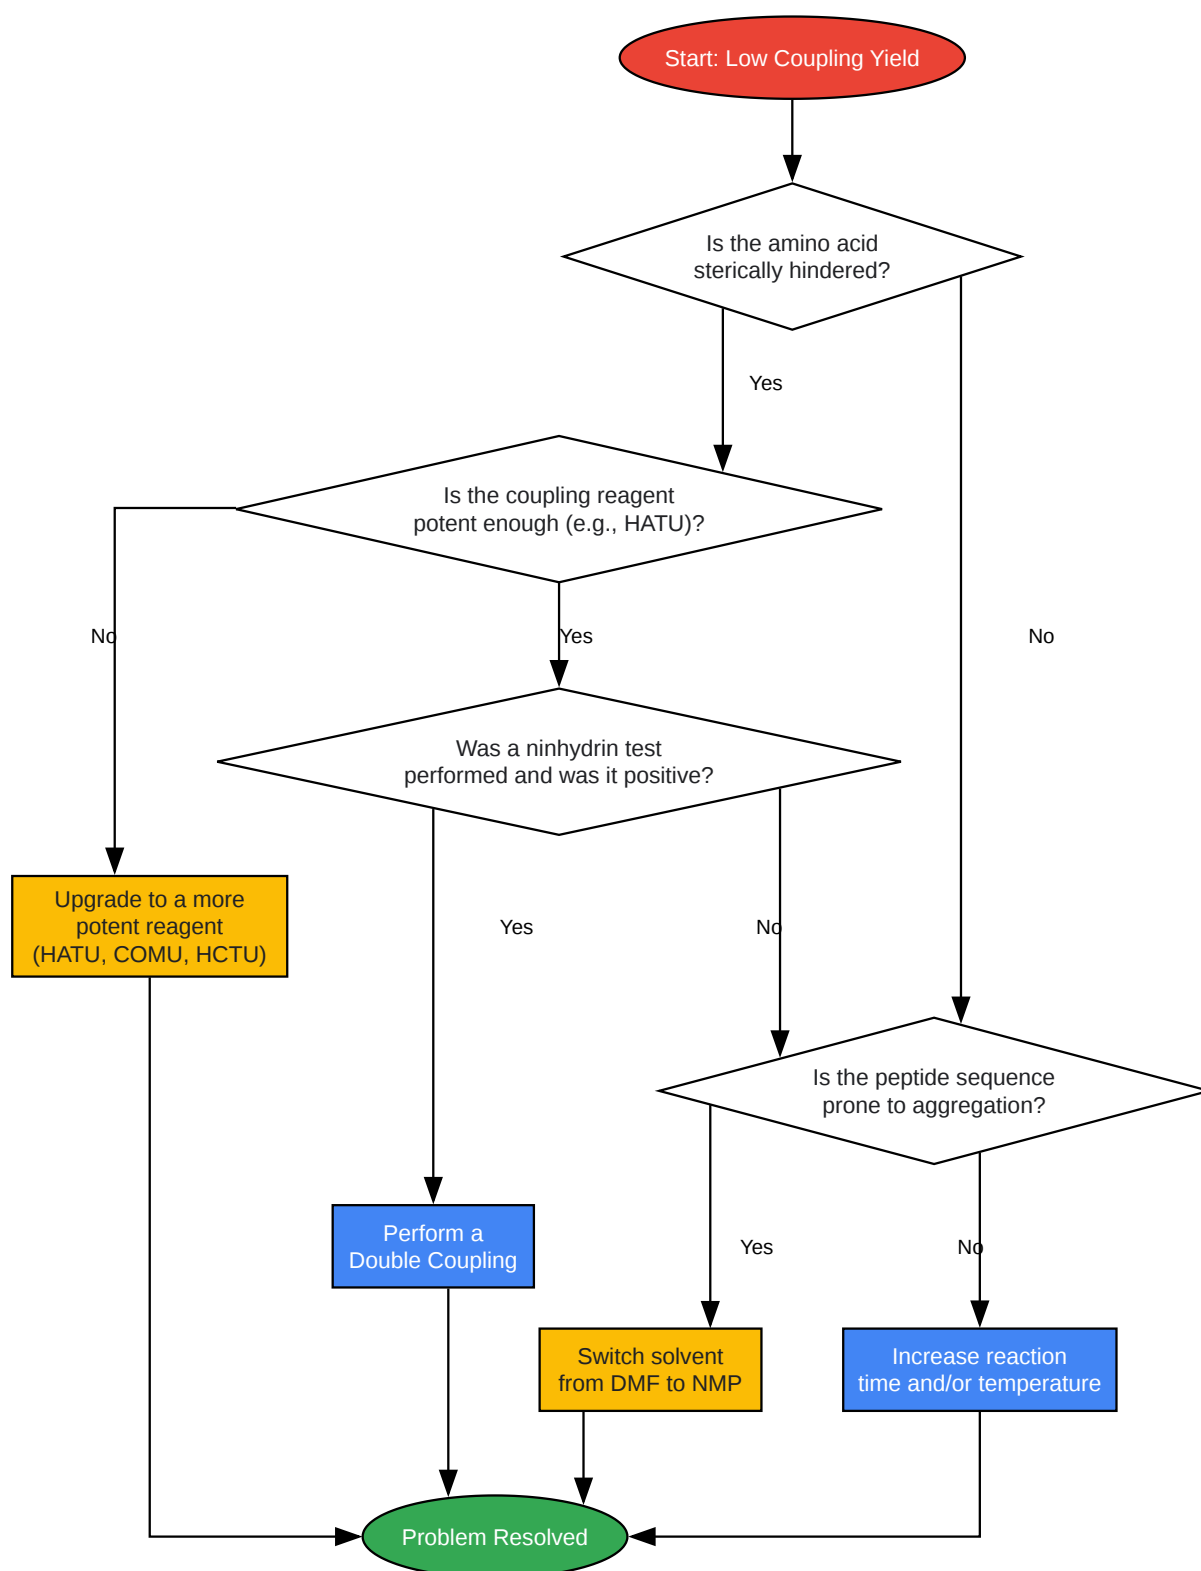 Start: Low Coupling Yield
Is the amino acid
sterically hindered?
Yes
Is the coupling reagent
potent enough (e.g., HATU)?
No
Yes
No
Was a ninhydrin test
performed and was it positive?
Upgrade to a more
potent reagent
(HATU, COMU, HCTU)
Yes
No
Is the peptide sequence
prone to aggregation?
Perform a
Double Coupling
Yes
No
Switch solvent
from DMF to NMP
Increase reaction
time and/or temperature
Problem Resolved